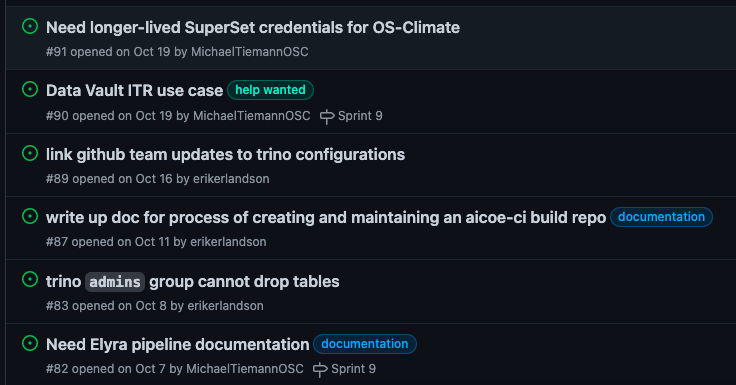 Need longer-lived SuperSet credentials for OS-Climate
#91 opened on Oct 19 by MichaelTiemannOSC
Data Vault ITR use case help wanted
#90 opened on Oct 19 by MichaelTiemannOSC Sprint 9
link github team updates to trino configurations
#89 opened on Oct 16 by erikerlandson
write up doc for process of creating and maintaining an aicoe-ci build repo documentation
#87 opened on Oct 11 by erikerlandson
trino admins group cannot drop tables
#83 opened on Oct 8 by erikerlandson
Need Elyra pipeline documentation documentation
#82 opened on Oct 7 by MichaelTiemannOSC Sprint 9